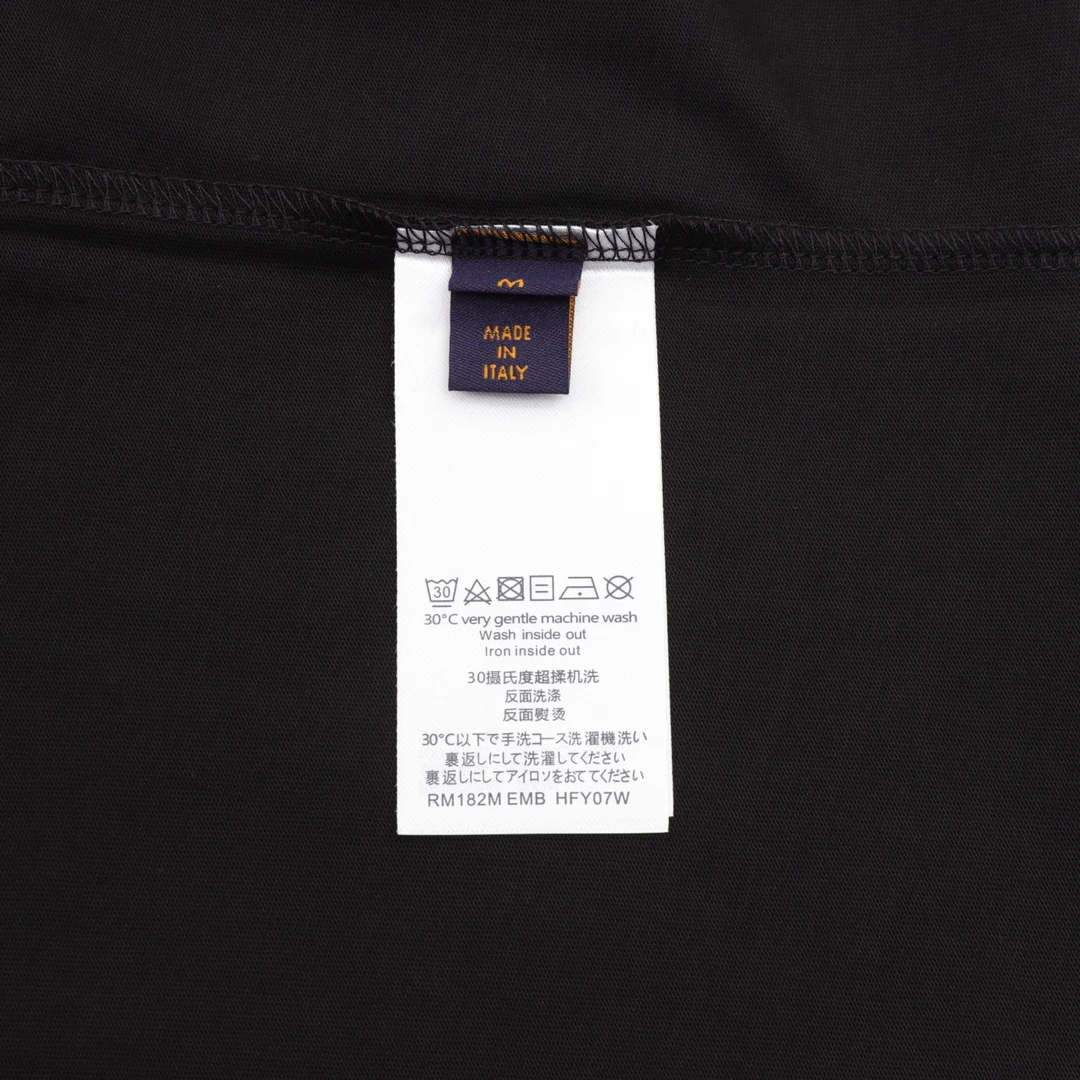 MADE
IN
ITALY
30
30°C very gentle machine wash
Wash inside out
Iron inside out
30摄氏度超揉机洗
反面洗涤
反面熨烫
30℃以下で手洗コース洗濯機洗い
裏返しにして洗濯してください
裏返しにしてアイロソをおててください
RM182M EMB HFY07W